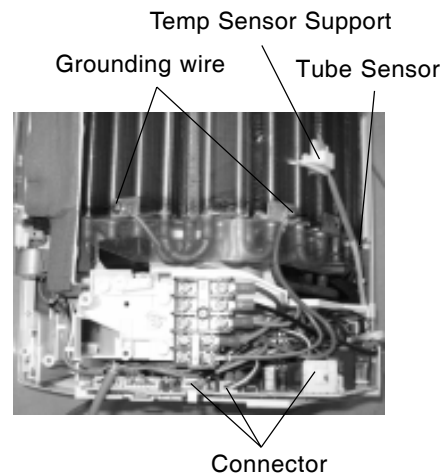 Temp Sensor Support
Grounding wire
Tube Sensor
Connector